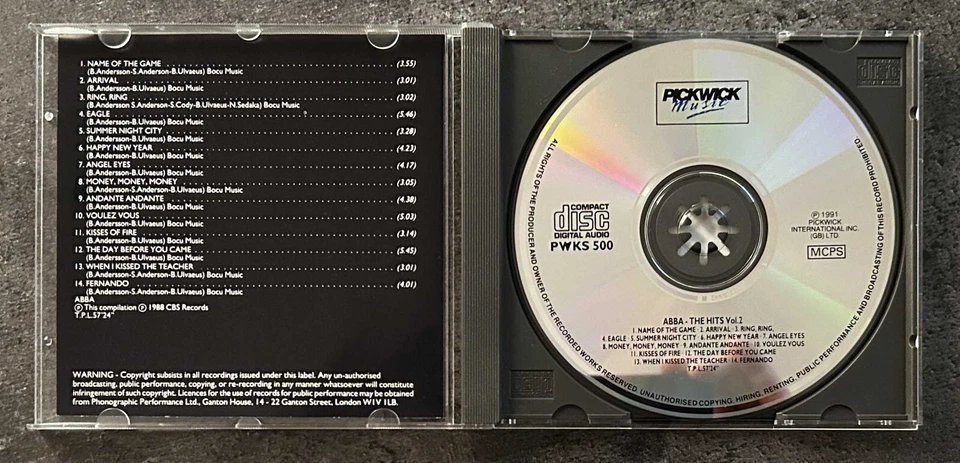 1. NAME OF THE GAME . . . . . . . . . . . . . . . . . . . . (3.55)
(B.Andersson-S.Anderson-B.Ulvaeus) Bocu Music
2. ARRIVAL . . . . . . . . . . . . . . . . . . . . (3.01)
(B.Andersson-B.Ulvaeus) Bocu Music
3. RING, RING . . . . . . . . . . . . . . . . . . . . (3.02)
(B.Andersson S.Anderson-S.Cody-B.Ulvaeus-N.Sedaka) Bocu Music
4. EAGLE . . . . . . . . . . . . . . . . . . . . (5.46)
(B.Andersson-B.Ulvaeus) Bocu Music
5. SUMMER NIGHT CITY . . . . . . . . . . . . . . . . . . . . (3.28)
(B.Andersson-B.Ulvaeus) Bocu Music
6. HAPPY NEW YEAR . . . . . . . . . . . . . . . . . . . . (4.23)
(B.Andersson-B.Ulvaeus) Bocu Music
7. ANGEL EYES . . . . . . . . . . . . . . . . . . . . (4.17)
(B.Andersson-B.Ulvaeus) Bocu Music
8. MONEY, MONEY, MONEY . . . . . . . . . . . . . . . . . . . . (3.05)
(B.Andersson-S.Anderson-B.Ulvaeus) Bocu Music
9. ANDANTE ANDANTE . . . . . . . . . . . . . . . . . . . . (4.38)
(B.Andersson-B.Ulvaeus) Bocu Music
10. VOULEZ VOUS . . . . . . . . . . . . . . . . . . . . (5.03)
(B.Andersson-B.Ulvaeus) Bocu Music
11. KISSES OF FIRE . . . . . . . . . . . . . . . . . . . . (3.14)
(B.Andersson-B.Ulvaeus) Bocu Music
12. THE DAY BEFORE YOU CAME . . . . . . . . . . . . . . . . . . . . (5.45)
(B.Andersson-B.Ulvaeus) Bocu Music
13. WHEN I KISSED THE TEACHER . . . . . . . . . . . . . . . . . . . . (3.01)
(B.Andersson-S.Anderson-B.Ulvaeus) Bocu Music
14. FERNANDO . . . . . . . . . . . . . . . . . . . . (4.01)
(B.Andersson-S.Anderson-B.Ulvaeus) Bocu Music
ABBA
Ⓟ This compilation Ⓟ 1988 CBS Records
T.P.L.57'24"
WARNING - Copyright subsists in all recordings issued under this label. Any un-authorised
broadcasting, public performance, copying, or re-recording in any manner whatsoever will constitute
infringement of such copyright. Licences for the use of records for public performance may be obtained
from Phonographic Performance Ltd., Ganton House, 14 - 22 Ganton Street, London W1V 1LB.
PICKWICK
Music
ALL RIGHTS OF THE PRODUCER AND OWNER OF THE RECORDED WORKS RESERVED. UNAUTHORISED COPYING, HIRING, RENTING, PUBLIC PERFORMANCE AND BROADCASTING OF THIS RECORD PROHIBITED.
COMPACT
disc
DIGITAL AUDIO
PWKS 500
Ⓟ 1991
PICKWICK
INTERNATIONAL INC.
(GB) LTD.
MCPS
ABBA - THE HITS Vol.2
1. NAME OF THE GAME · 2. ARRIVAL · 3. RING, RING,
4. EAGLE · 5. SUMMER NIGHT CITY · 6. HAPPY NEW YEAR · 7. ANGEL EYES
8. MONEY, MONEY, MONEY · 9. ANDANTE ANDANTE · 10. VOULEZ VOUS
11. KISSES OF FIRE · 12. THE DAY BEFORE YOU CAME
13. WHEN I KISSED THE TEACHER · 14. FERNANDO
T.P.L.57'24"